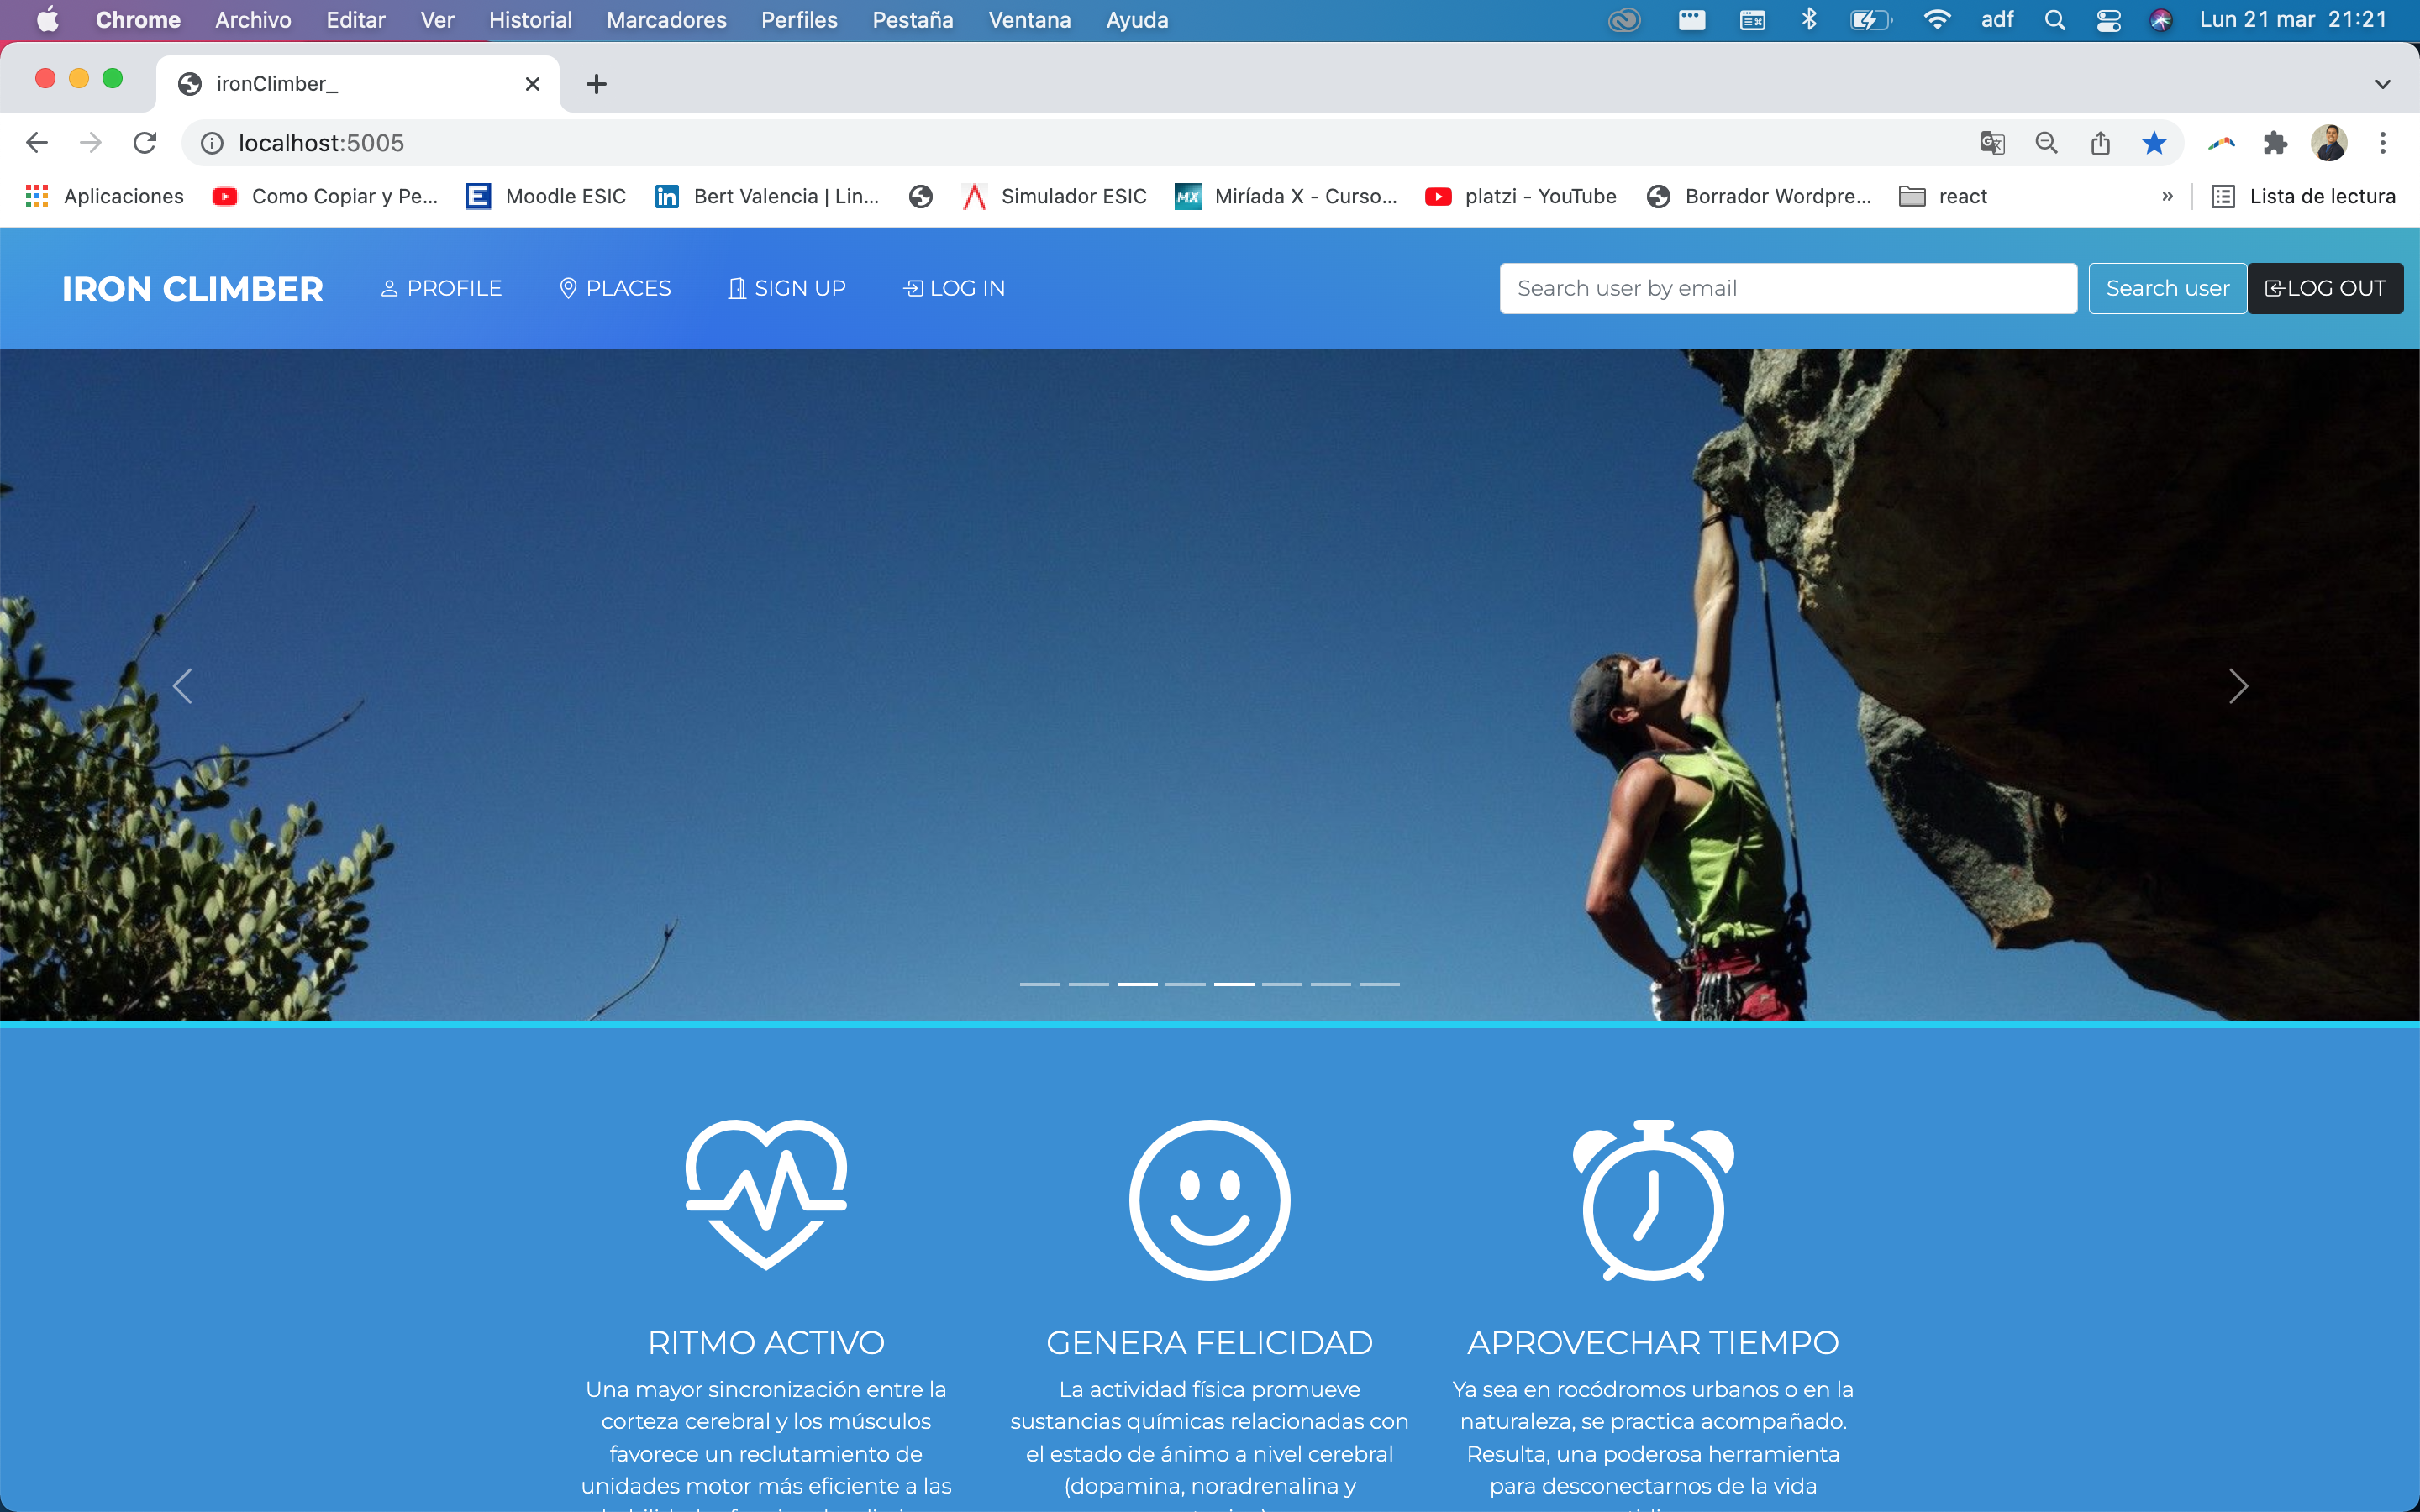 Chrome Archivo Editar Ver Historial Marcadores Perfiles Pestaña Ventana Ayuda adf Lun 21 mar 21:21
ironClimber_
localhost:5005
Aplicaciones Como Copiar y Pe... Moodle ESIC Bert Valencia | Lin... Simulador ESIC Miríada X - Curso... platzi - YouTube Borrador Wordpre... react » Lista de lectura
IRON CLIMBER PROFILE PLACES SIGN UP LOG IN Search user by email Search user LOG OUT
RITMO ACTIVO
Una mayor sincronización entre la
corteza cerebral y los músculos
favorece un reclutamiento de
unidades motor más eficiente a las
GENERA FELICIDAD
La actividad física promueve
sustancias químicas relacionadas con
el estado de ánimo a nivel cerebral
(dopamina, noradrenalina y
APROVECHAR TIEMPO
Ya sea en rocódromos urbanos o en la
naturaleza, se practica acompañado.
Resulta, una poderosa herramienta
para desconectarnos de la vida